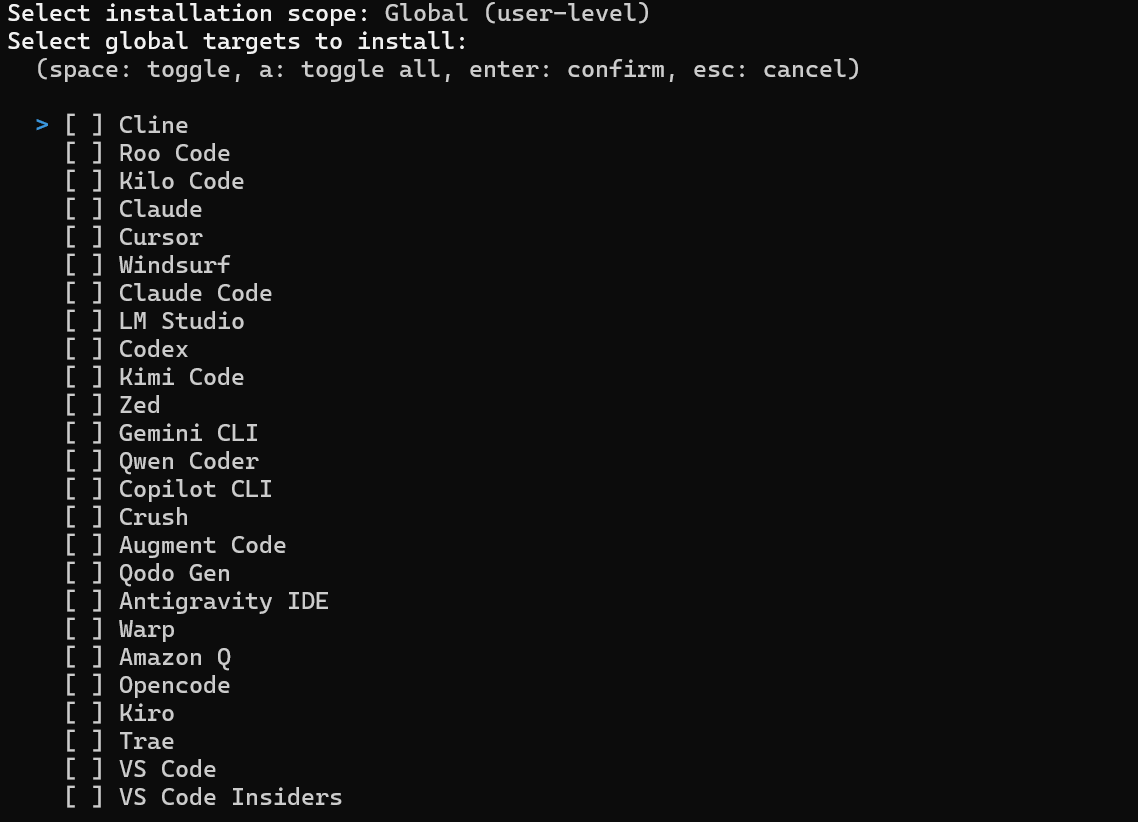 Select installation scope: Global (user-level)
Select global targets to install:
(space: toggle, a: toggle all, enter: confirm, esc: cancel)
> [ ] Cline
[ ] Roo Code
[ ] Kilo Code
[ ] Claude
[ ] Cursor
[ ] Windsurf
[ ] Claude Code
[ ] LM Studio
[ ] Codex
[ ] Kimi Code
[ ] Zed
[ ] Gemini CLI
[ ] Qwen Coder
[ ] Copilot CLI
[ ] Crush
[ ] Augment Code
[ ] Qodo Gen
[ ] Antigravity IDE
[ ] Warp
[ ] Amazon Q
[ ] Opencode
[ ] Kiro
[ ] Trae
[ ] VS Code
[ ] VS Code Insiders